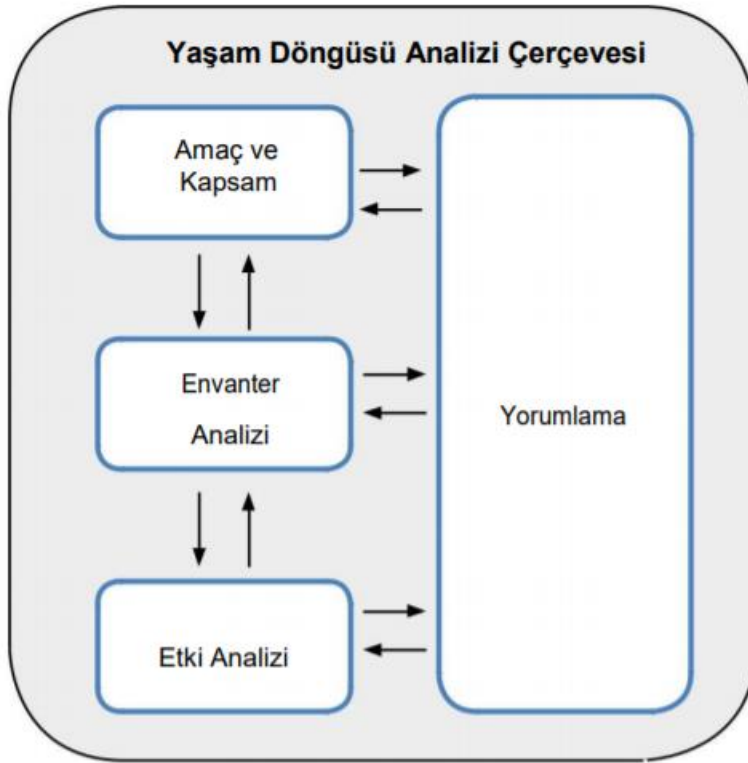 Yaşam Döngüsü Analizi Çerçevesi
Amaç ve
Kapsam
Envanter
Analizi
Yorumlama
Etki Analizi